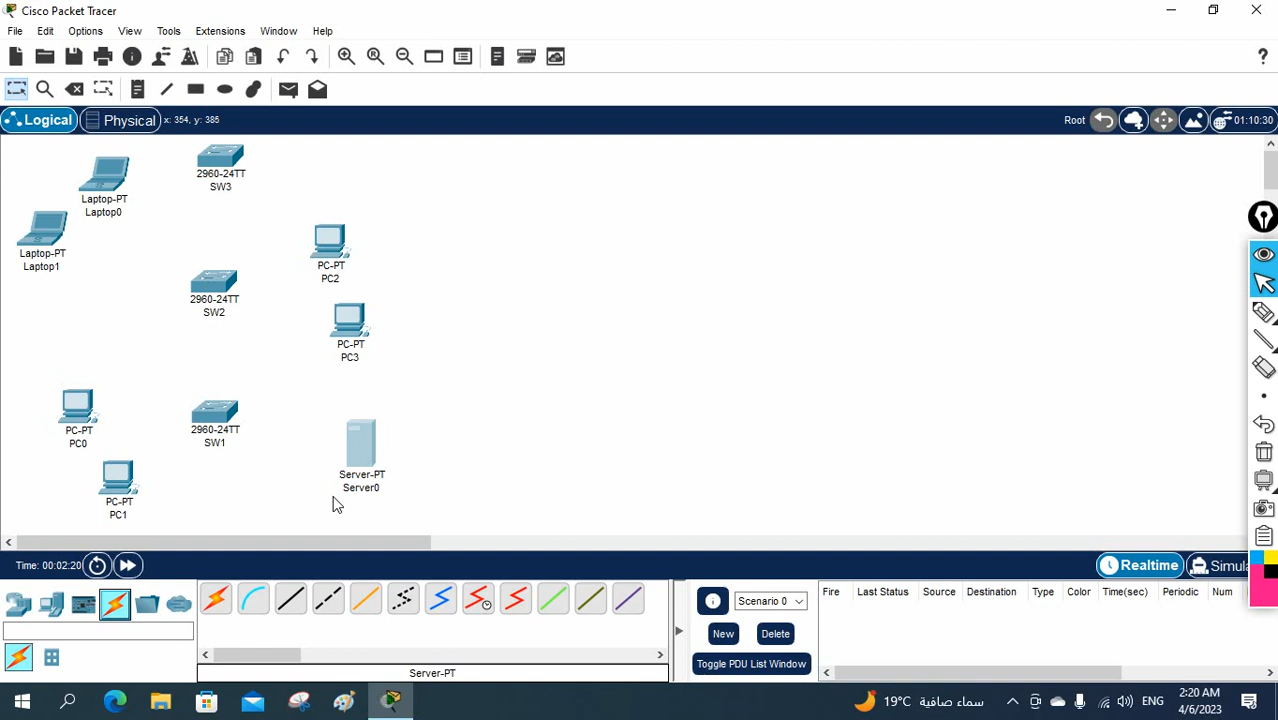 Cisco Packet Tracer
File Edit Options View Tools Extensions Window Help
Logical Physical x: 354, y: 385 Root 01:10:30
2960-24TT
SW3
Laptop-PT
Laptop0
Laptop-PT
Laptop1
PC-PT
PC2
2960-24TT
SW2
PC-PT
PC3
PC-PT
PC0
2960-24TT
SW1
Server-PT
Server0
PC-PT
PC1
Time: 00:02:20 Realtime Simula
Scenario 0
Fire Last Status Source Destination Type Color Time(sec) Periodic Num
New Delete
Toggle PDU List Window
Server-PT
19°C سماء صافية ENG 2:20 AM
4/6/2023